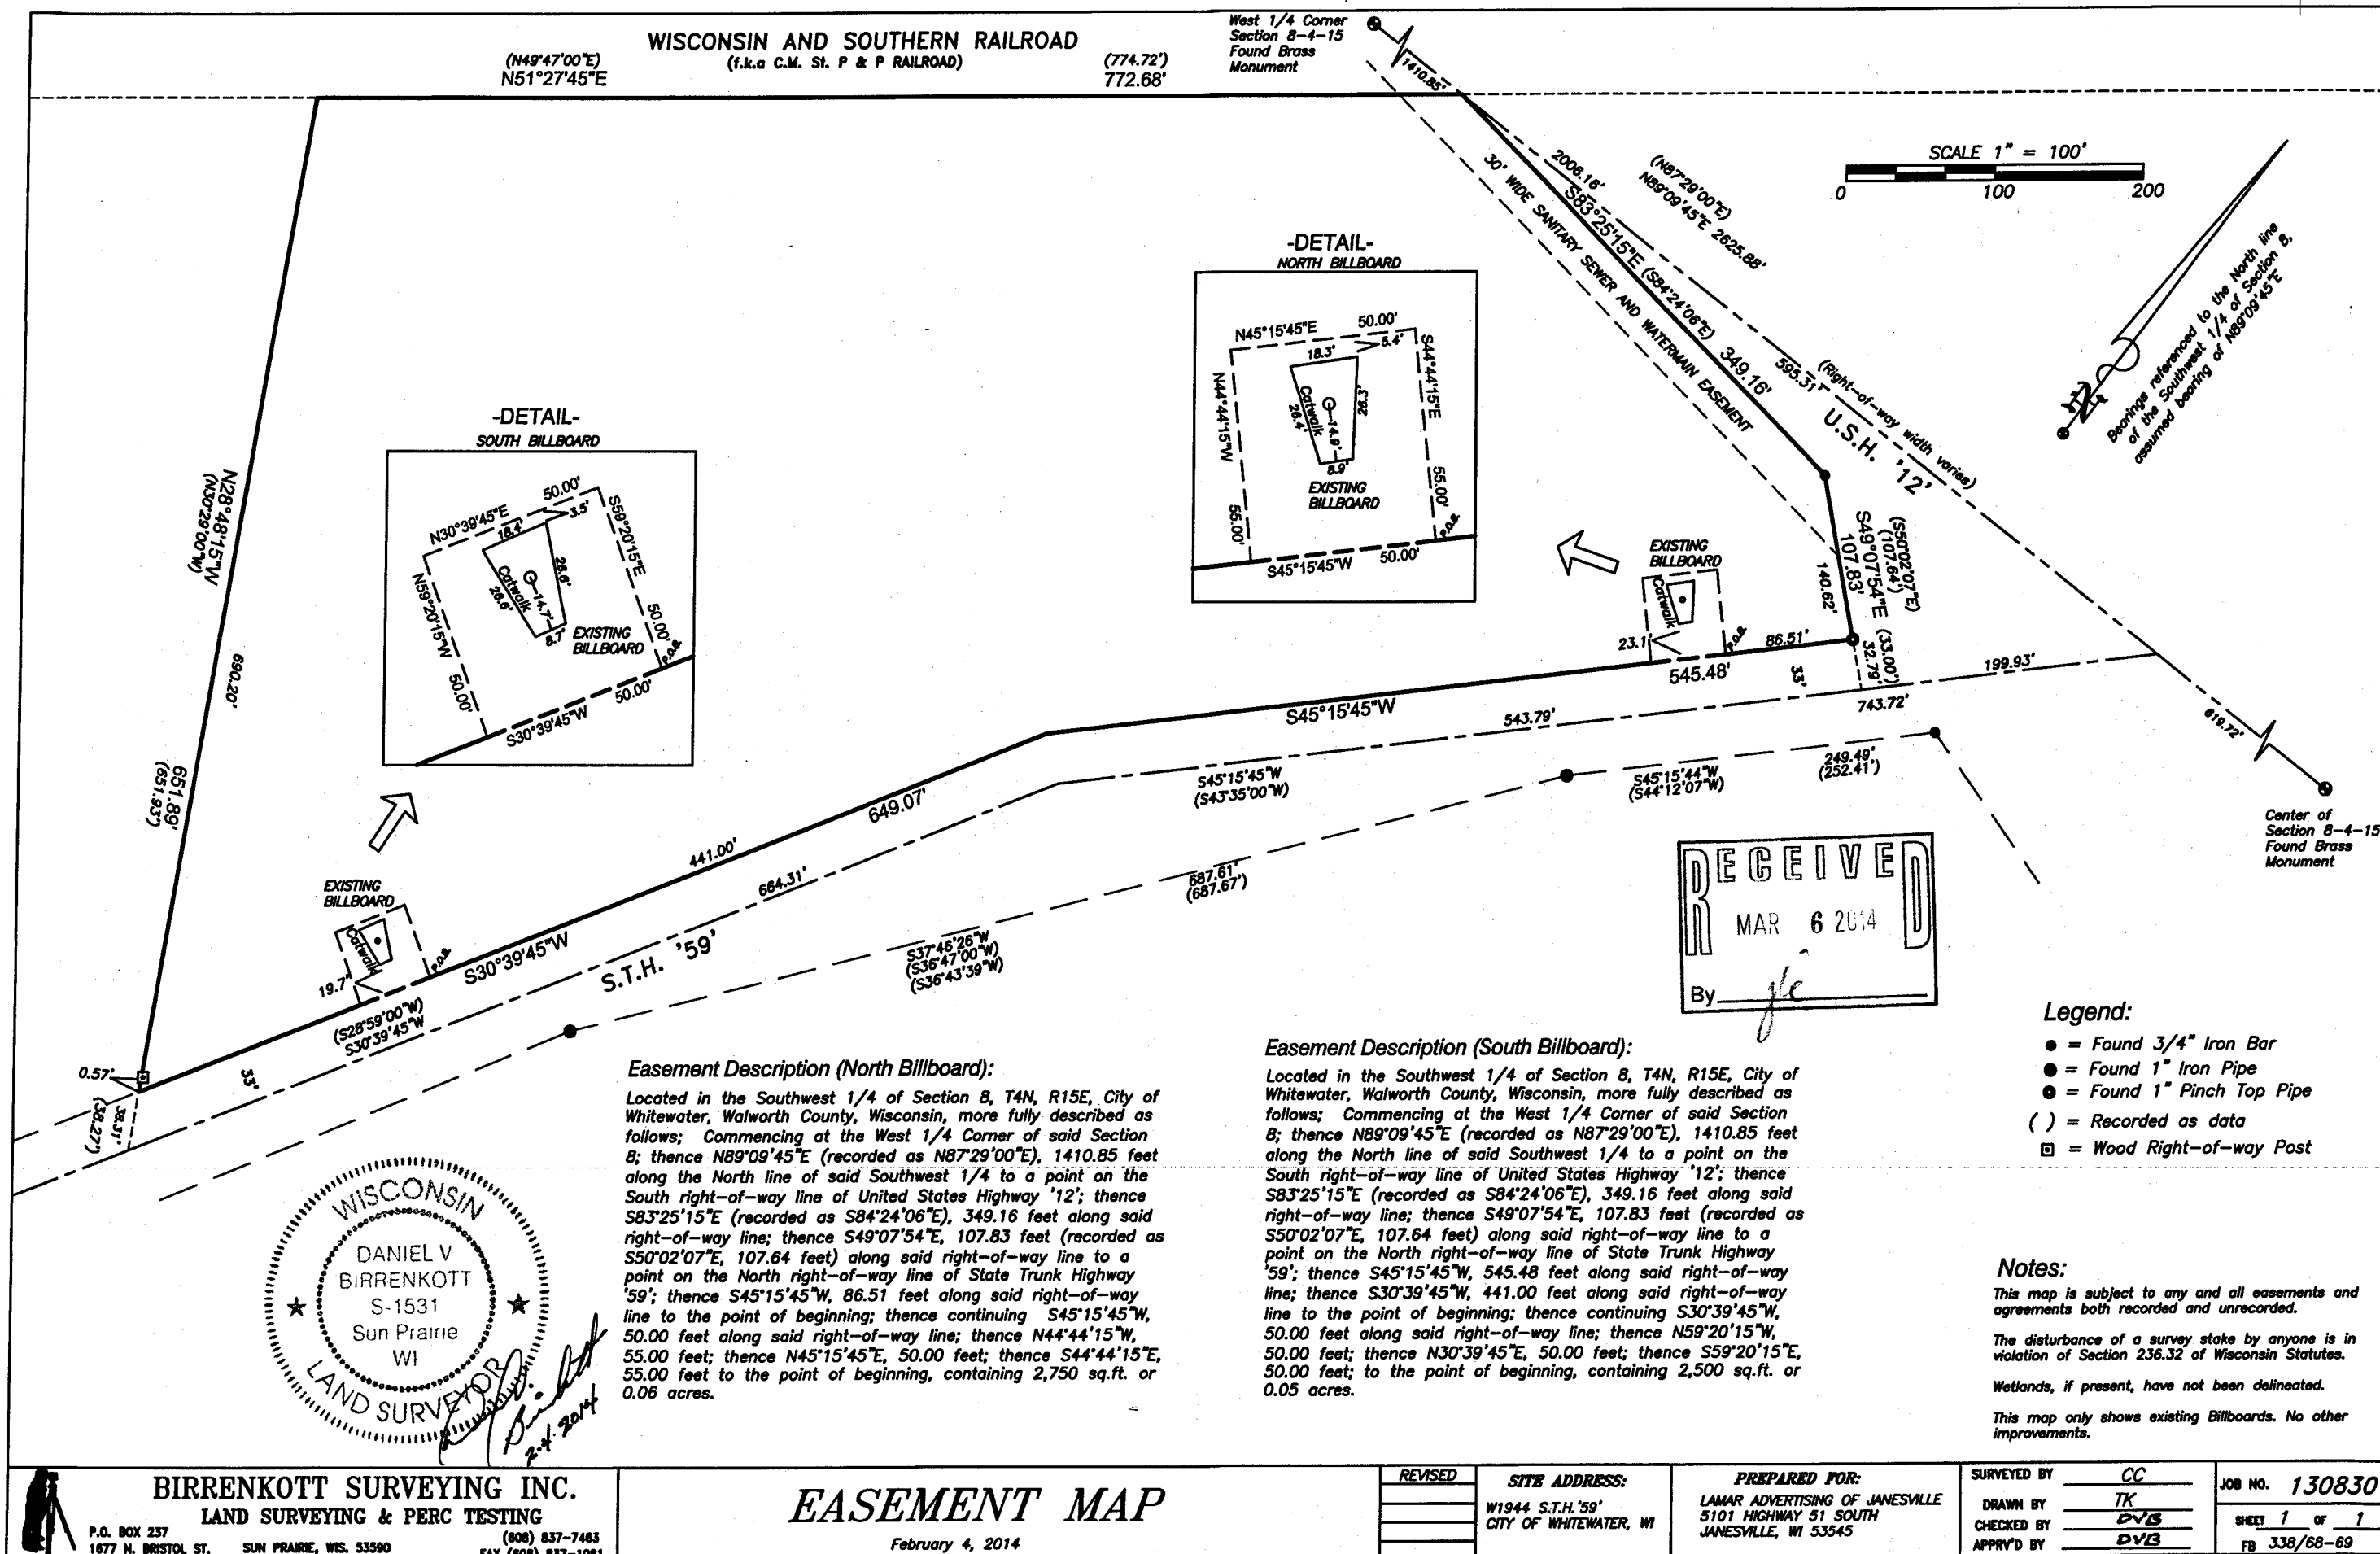 WISCONSIN AND SOUTHERN RAILROAD
(f.k.a C.M. St. P & P RAILROAD)
(N49°47'00"E)
N51°27'45"E
(774.72')
772.68'
West 1/4 Corner
Section 8-4-15
Found Brass
Monument
1410.85'
2006.16'
(N87°29'00"E)
N89°09'45"E 2625.88'
S83°25'15"E (S84°24'06"E) 349.16'
30' WIDE SANITARY SEWER AND WATERMAIN EASEMENT
595.31'
(Right-of-way width varies)
U.S.H. '12'
SCALE 1" = 100'
0 100 200
N
Bearings referenced to the North line
of the Southwest 1/4 of Section 8,
assumed bearing of N89°09'45"E
-DETAIL-
NORTH BILLBOARD
N45°15'45"E 50.00'
18.3'
5.4'
S44°44'15"E
55.00'
N44°44'15"W
55.00'
Catwalk
26.4'
26.3'
14.9'
8.9'
EXISTING
BILLBOARD
P.O.B.
S45°15'45"W 50.00'
-DETAIL-
SOUTH BILLBOARD
N30°39'45"E 50.00'
18.4'
3.5'
S59°20'15"E
50.00'
N59°20'15"W
50.00'
Catwalk
26.6'
26.6'
14.7'
8.7'
EXISTING
BILLBOARD
P.O.B.
S30°39'45"W 50.00'
N28°48'15"W
(N30°29'00"W)
690.20'
651.89'
(651.93')
EXISTING
BILLBOARD
Catwalk
23.1'
P.O.B.
86.51'
140.62'
(S50°02'07"E)
(107.64')
S49°07'54"E
107.83'
(33.00')
32.79'
33'
199.93'
743.72'
545.48'
S45°15'45"W
543.79'
S45°15'45"W
(S43°35'00"W)
S45°15'44"W
(S44°12'07"W)
249.49'
(252.41')
619.72'
Center of
Section 8-4-15
Found Brass
Monument
649.07'
441.00'
664.31'
687.61'
(687.67')
S37°46'26"W
(S36°47'00"W)
(S36°43'39"W)
S.T.H. '59'
S30°39'45"W
EXISTING
BILLBOARD
Catwalk
19.7'
P.O.B.
(S28°59'00"W)
S30°39'45"W
0.57'
38.31'
(38.27')
33'
RECEIVED
MAR 6 2014
By
Legend:
= Found 3/4" Iron Bar
= Found 1" Iron Pipe
= Found 1" Pinch Top Pipe
( ) = Recorded as data
= Wood Right-of-way Post
Easement Description (North Billboard):
Located in the Southwest 1/4 of Section 8, T4N, R15E, City of
Whitewater, Walworth County, Wisconsin, more fully described as
follows; Commencing at the West 1/4 Corner of said Section
8; thence N89°09'45"E (recorded as N87°29'00"E), 1410.85 feet
along the North line of said Southwest 1/4 to a point on the
South right-of-way line of United States Highway '12'; thence
S83°25'15"E (recorded as S84°24'06"E), 349.16 feet along said
right-of-way line; thence S49°07'54"E, 107.83 feet (recorded as
S50°02'07"E, 107.64 feet) along said right-of-way line to a
point on the North right-of-way line of State Trunk Highway
'59'; thence S45°15'45"W, 86.51 feet along said right-of-way
line to the point of beginning; thence continuing S45°15'45"W,
50.00 feet along said right-of-way line; thence N44°44'15"W,
55.00 feet; thence N45°15'45"E, 50.00 feet; thence S44°44'15"E,
55.00 feet to the point of beginning, containing 2,750 sq.ft. or
0.06 acres.
Easement Description (South Billboard):
Located in the Southwest 1/4 of Section 8, T4N, R15E, City of
Whitewater, Walworth County, Wisconsin, more fully described as
follows; Commencing at the West 1/4 Corner of said Section
8; thence N89°09'45"E (recorded as N87°29'00"E), 1410.85 feet
along the North line of said Southwest 1/4 to a point on the
South right-of-way line of United States Highway '12'; thence
S83°25'15"E (recorded as S84°24'06"E), 349.16 feet along said
right-of-way line; thence S49°07'54"E, 107.83 feet (recorded as
S50°02'07"E, 107.64 feet) along said right-of-way line to a
point on the North right-of-way line of State Trunk Highway
'59'; thence S45°15'45"W, 545.48 feet along said right-of-way
line; thence S30°39'45"W, 441.00 feet along said right-of-way
line to the point of beginning; thence continuing S30°39'45"W,
50.00 feet along said right-of-way line; thence N59°20'15"W,
50.00 feet; thence N30°39'45"E, 50.00 feet; thence S59°20'15"E,
50.00 feet; to the point of beginning, containing 2,500 sq.ft. or
0.05 acres.
Notes:
This map is subject to any and all easements and
agreements both recorded and unrecorded.
The disturbance of a survey stake by anyone is in
violation of Section 236.32 of Wisconsin Statutes.
Wetlands, if present, have not been delineated.
This map only shows existing Billboards. No other
improvements.
WISCONSIN
DANIEL V
BIRRENKOTT
S-1531
Sun Prairie
WI
LAND SURVEYOR
2-4-2014
BIRRENKOTT SURVEYING INC.
LAND SURVEYING & PERC TESTING
P.O. BOX 237
1677 N. BRISTOL ST.
SUN PRAIRIE, WIS. 53590
(608) 837-7463
FAX (608) 837-1081
EASEMENT MAP
February 4, 2014
REVISED
SITE ADDRESS:
W1944 S.T.H. '59'
CITY OF WHITEWATER, WI
PREPARED FOR:
LAMAR ADVERTISING OF JANESVILLE
5101 HIGHWAY 51 SOUTH
JANESVILLE, WI 53545
SURVEYED BY CC
DRAWN BY TK
CHECKED BY DVB
APPRV'D BY DVB
JOB NO. 130830
SHEET 1 OF 1
FB 338/68-69